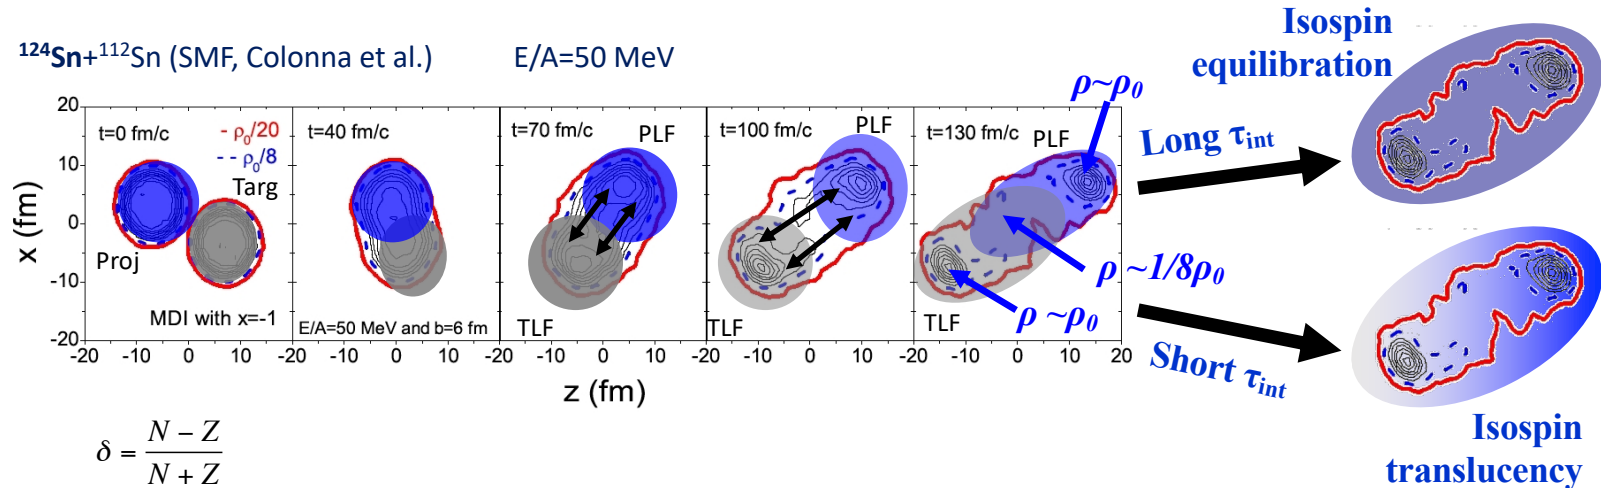 ¹²⁴Sn+¹¹²Sn (SMF, Colonna et al.)
E/A=50 MeV
Isospin
equilibration
20
10
0
-10
-20
x (fm)
t=0 fm/c
- ρ₀/20
- - ρ₀/8
Targ
Proj
MDI with x=-1
t=40 fm/c
E/A=50 MeV and b=6 fm
t=70 fm/c
PLF
TLF
t=100 fm/c
PLF
TLF
t=130 fm/c
PLF
TLF
ρ~ρ₀
ρ ~1/8ρ₀
ρ ~ρ₀
-20 -10 0 10 20
-10 0 10 20
-10 0 10 20
-10 0 10 20
-10 0 10 20
z (fm)
Long τ_int
Short τ_int
Isospin
translucency
δ = (N − Z)/(N + Z)